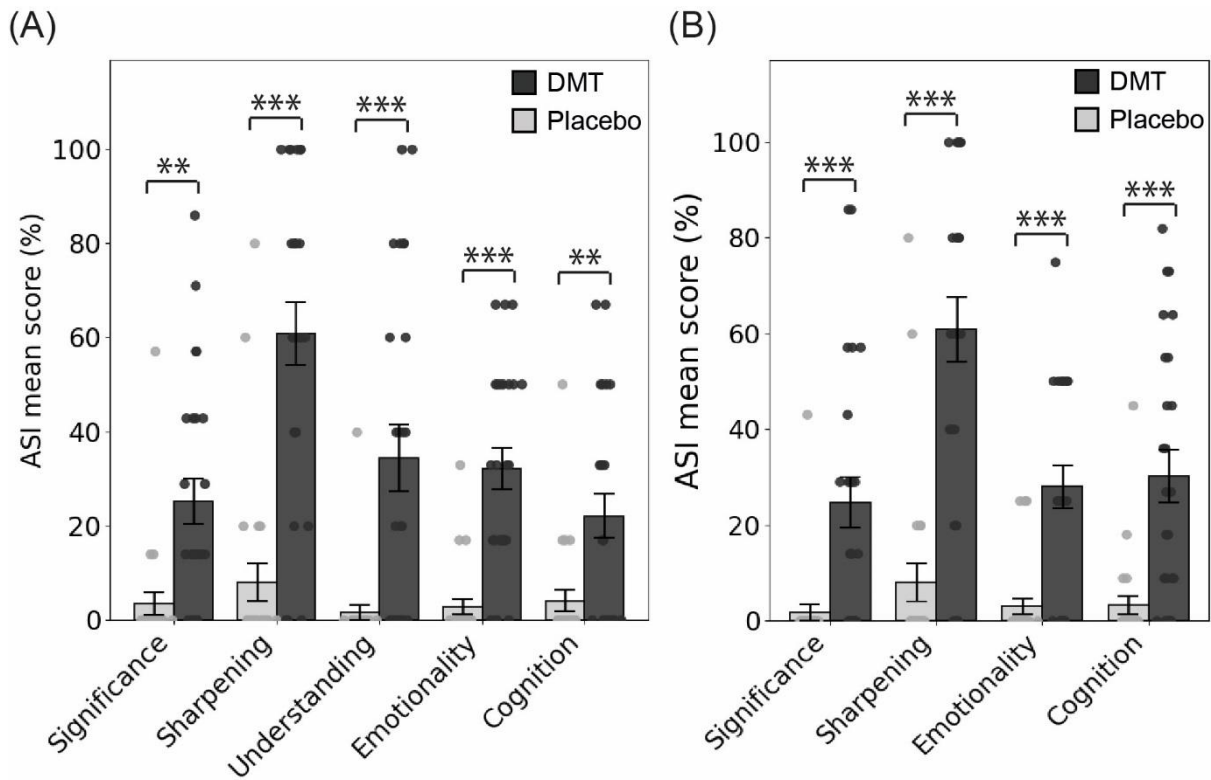 (A)
DMT
Placebo
ASI mean score (%)
100
80
60
40
20
0
**
***
***
***
**
Significance
Sharpening
Understanding
Emotionality
Cognition
(B)
DMT
Placebo
ASI mean score (%)
100
80
60
40
20
0
***
***
***
***
Significance
Sharpening
Emotionality
Cognition